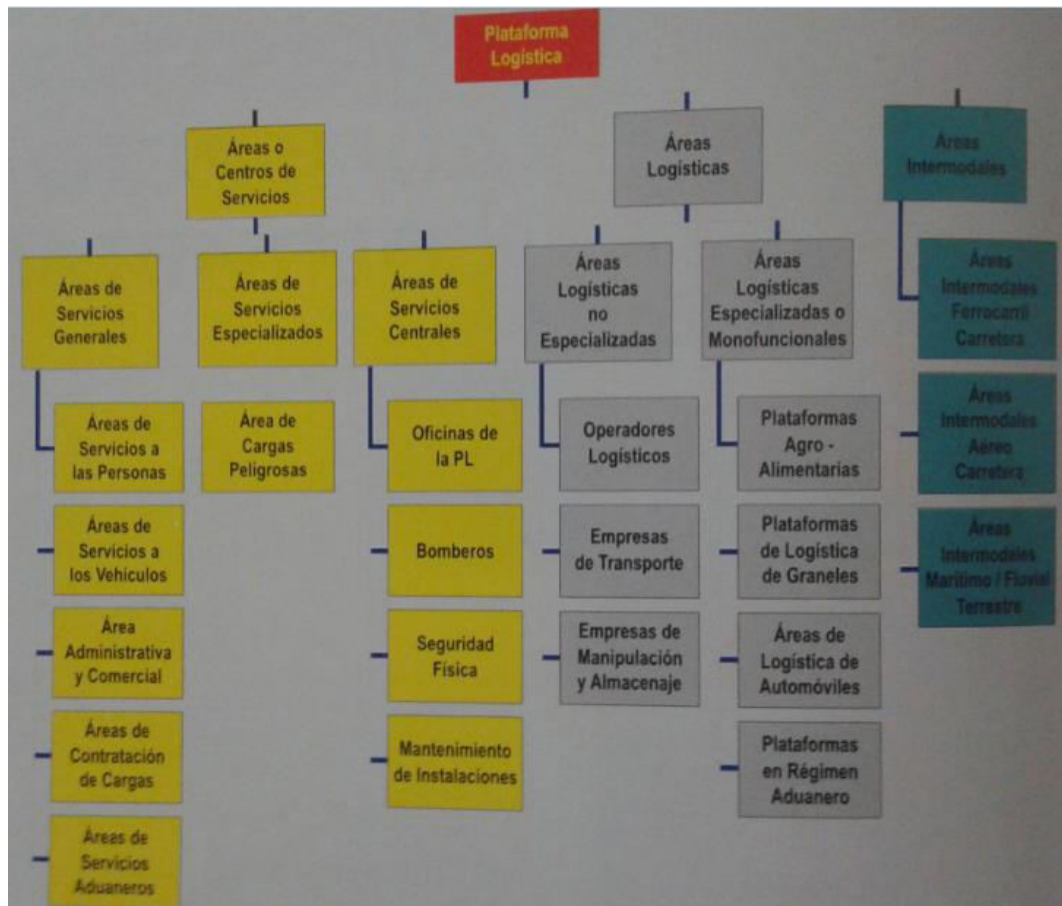 Plataforma
Logística
Áreas o
Centros de
Servicios
Áreas
Logísticas
Áreas
Intermodales
Áreas de
Servicios
Generales
Áreas de
Servicios
Especializados
Áreas de
Servicios
Centrales
Áreas
Logísticas
no
Especializadas
Áreas
Logísticas
Especializadas o
Monofuncionales
Áreas
Intermodales
Ferrocarril
Carretera
Áreas de
Servicios a
las Personas
Área de
Cargas
Peligrosas
Oficinas de
la PL
Operadores
Logísticos
Plataformas
Agro -
Alimentarias
Áreas
Intermodales
Aéreo
Carretera
Áreas de
Servicios a
los Vehículos
Bomberos
Empresas
de Transporte
Plataformas
de Logística
de Graneles
Áreas
Intermodales
Marítimo / Fluvial
Terrestre
Área
Administrativa
y Comercial
Seguridad
Física
Empresas de
Manipulación
y Almacenaje
Áreas de
Logística de
Automóviles
Áreas de
Contratación
de Cargas
Mantenimiento
de Instalaciones
Plataformas
en Régimen
Aduanero
Áreas de
Servicios
Aduaneros